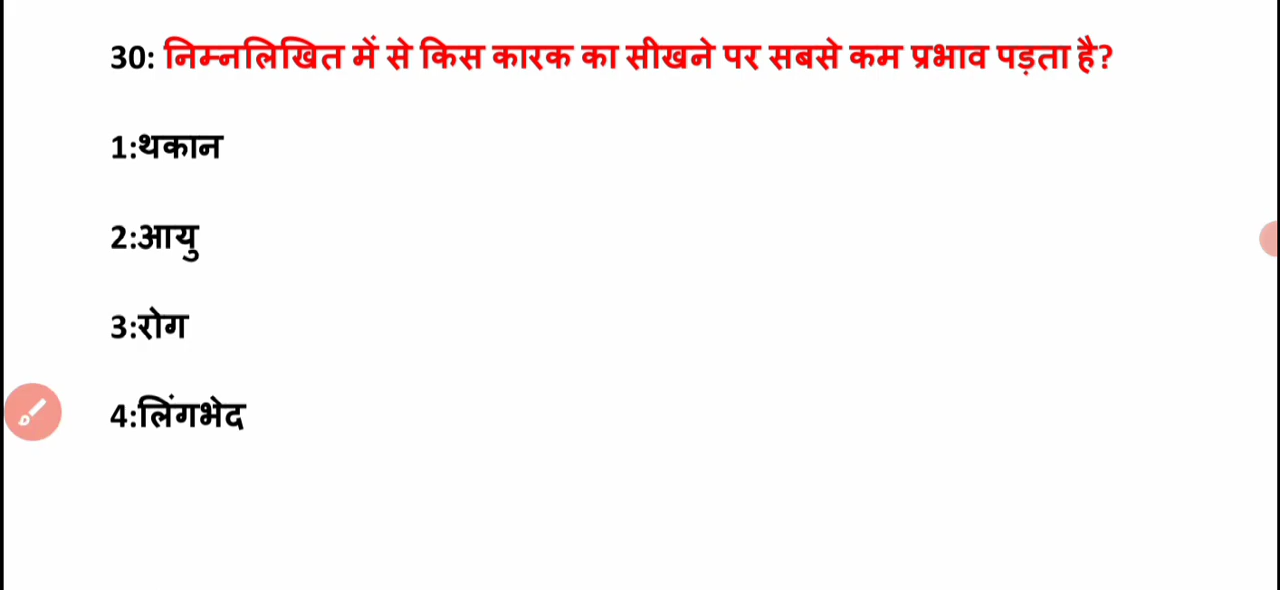 30: निम्नलिखित में से किस कारक का सीखने पर सबसे कम प्रभाव पड़ता है?
1:थकान
2:आयु
3:रोग
4:लिंगभेद